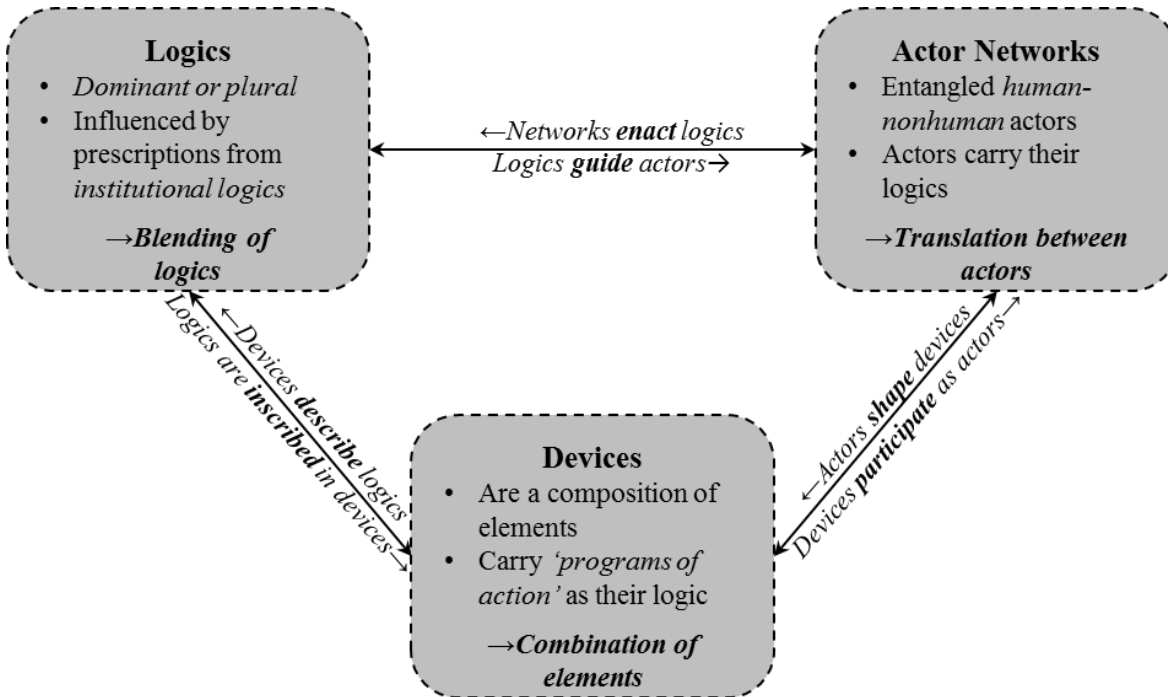 Logics
• Dominant or plural
• Influenced by
prescriptions from
institutional logics
→Blending of
logics
←Networks enact logics
Logics guide actors→
Actor Networks
• Entangled human-
nonhuman actors
• Actors carry their
logics
→Translation between
actors
←Devices describe logics
Logics are inscribed in devices→
←Actors shape devices
Devices participate as actors→
Devices
• Are a composition of
elements
• Carry ‘programs of
action’ as their logic
→Combination of
elements